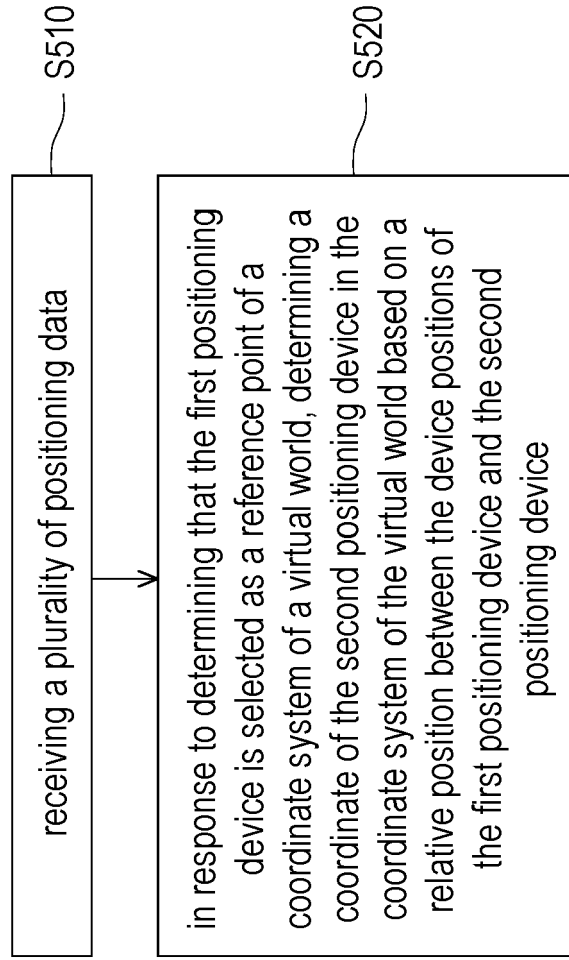 receiving a plurality of positioning data
S510
in response to determining that the first positioning
device is selected as a reference point of a
coordinate system of a virtual world, determining a
coordinate of the second positioning device in the
coordinate system of the virtual world based on a
relative position between the device positions of
the first positioning device and the second
positioning device
S520